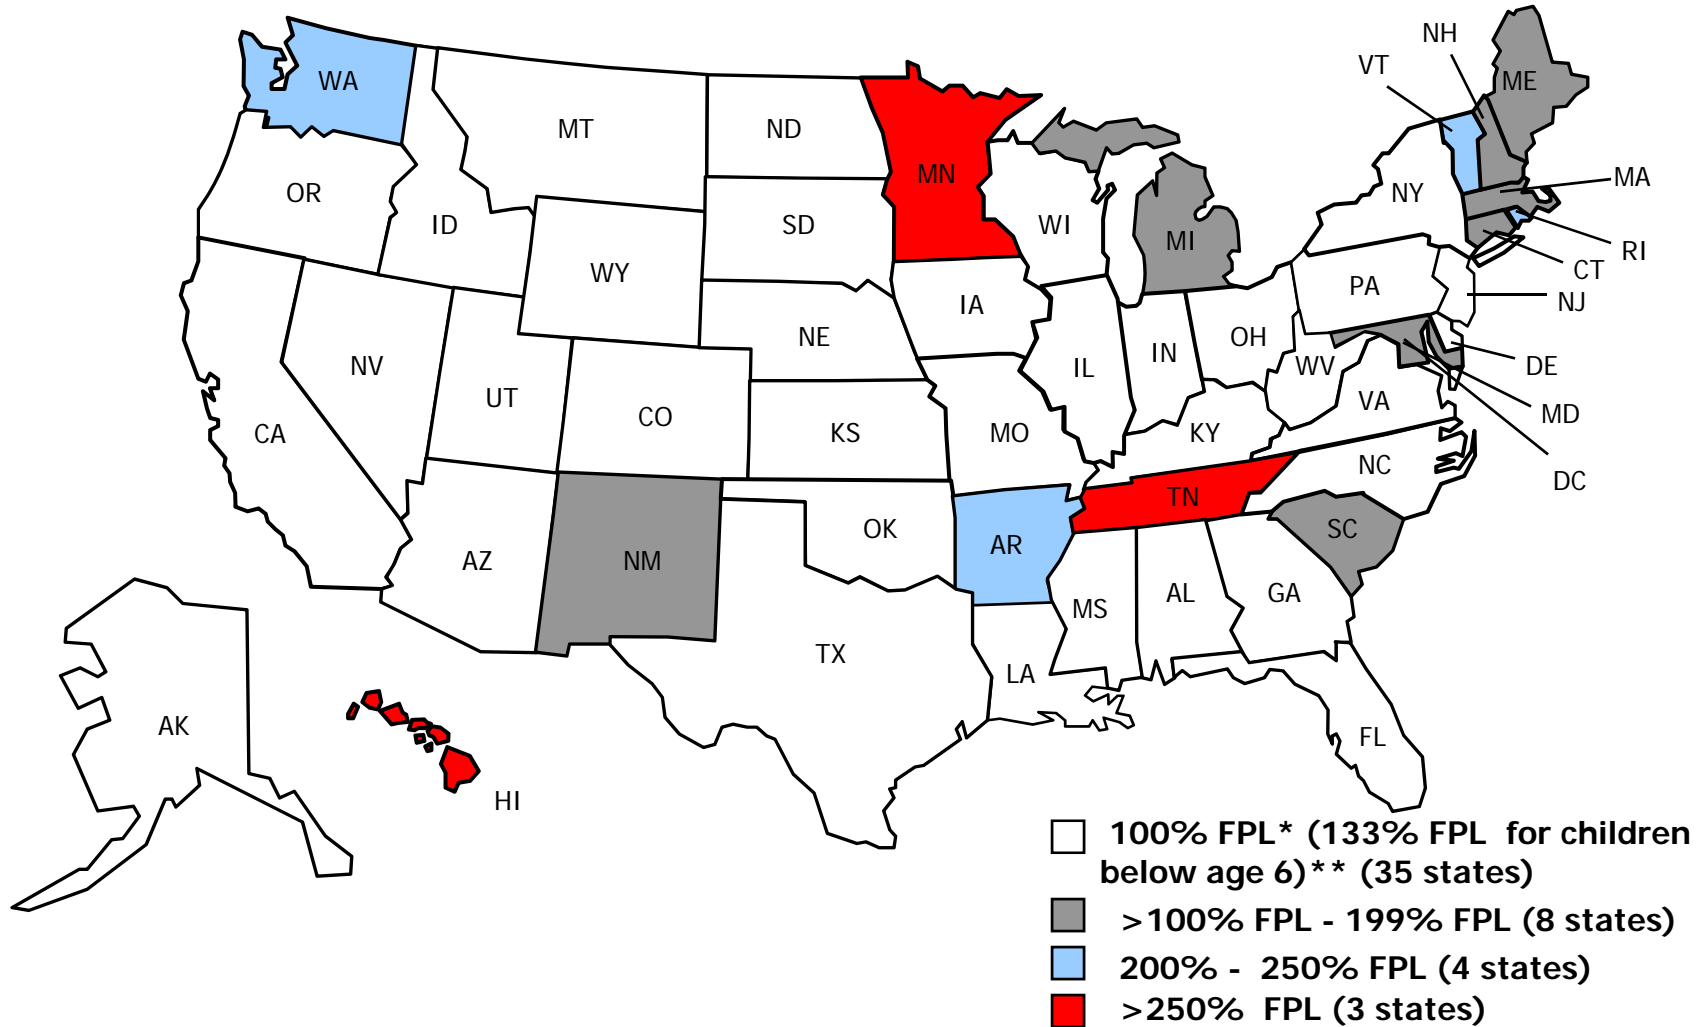 NH
VT
ME
WA
MT
ND
MN
MA
OR
NY
ID
SD
WI
MI
RI
WY
CT
PA
NJ
IA
NE
OH
IN
WV
DE
NV
IL
UT
VA
MD
CO
CA
KS
MO
KY
NC
DC
TN
OK
SC
AR
AZ
NM
MS
AL
GA
TX
LA
AK
FL
HI
100% FPL* (133% FPL for children
below age 6)** (35 states)
>100% FPL - 199% FPL (8 states)
200% - 250% FPL (4 states)
>250% FPL (3 states)